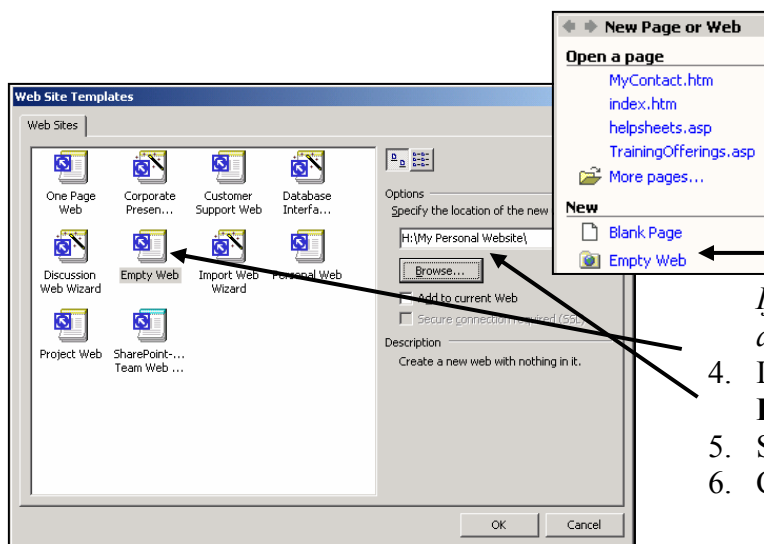 New Page or Web
Open a page
MyContact.htm
index.htm
helpsheets.asp
TrainingOfferings.asp
More pages...
New
Blank Page
Empty Web
Web Site Templates
Web Sites
One Page Web
Corporate Presen...
Customer Support Web
Database Interfa...
Discussion Web Wizard
Empty Web
Import Web Wizard
Personal Web
Project Web
SharePoint-... Team Web ...
Options
Specify the location of the new
H:\My Personal Website\
Browse...
Add to current Web
Secure connection required (SSL)
Description
Create a new web with nothing in it.
OK
Cancel
4.
5. S
6.